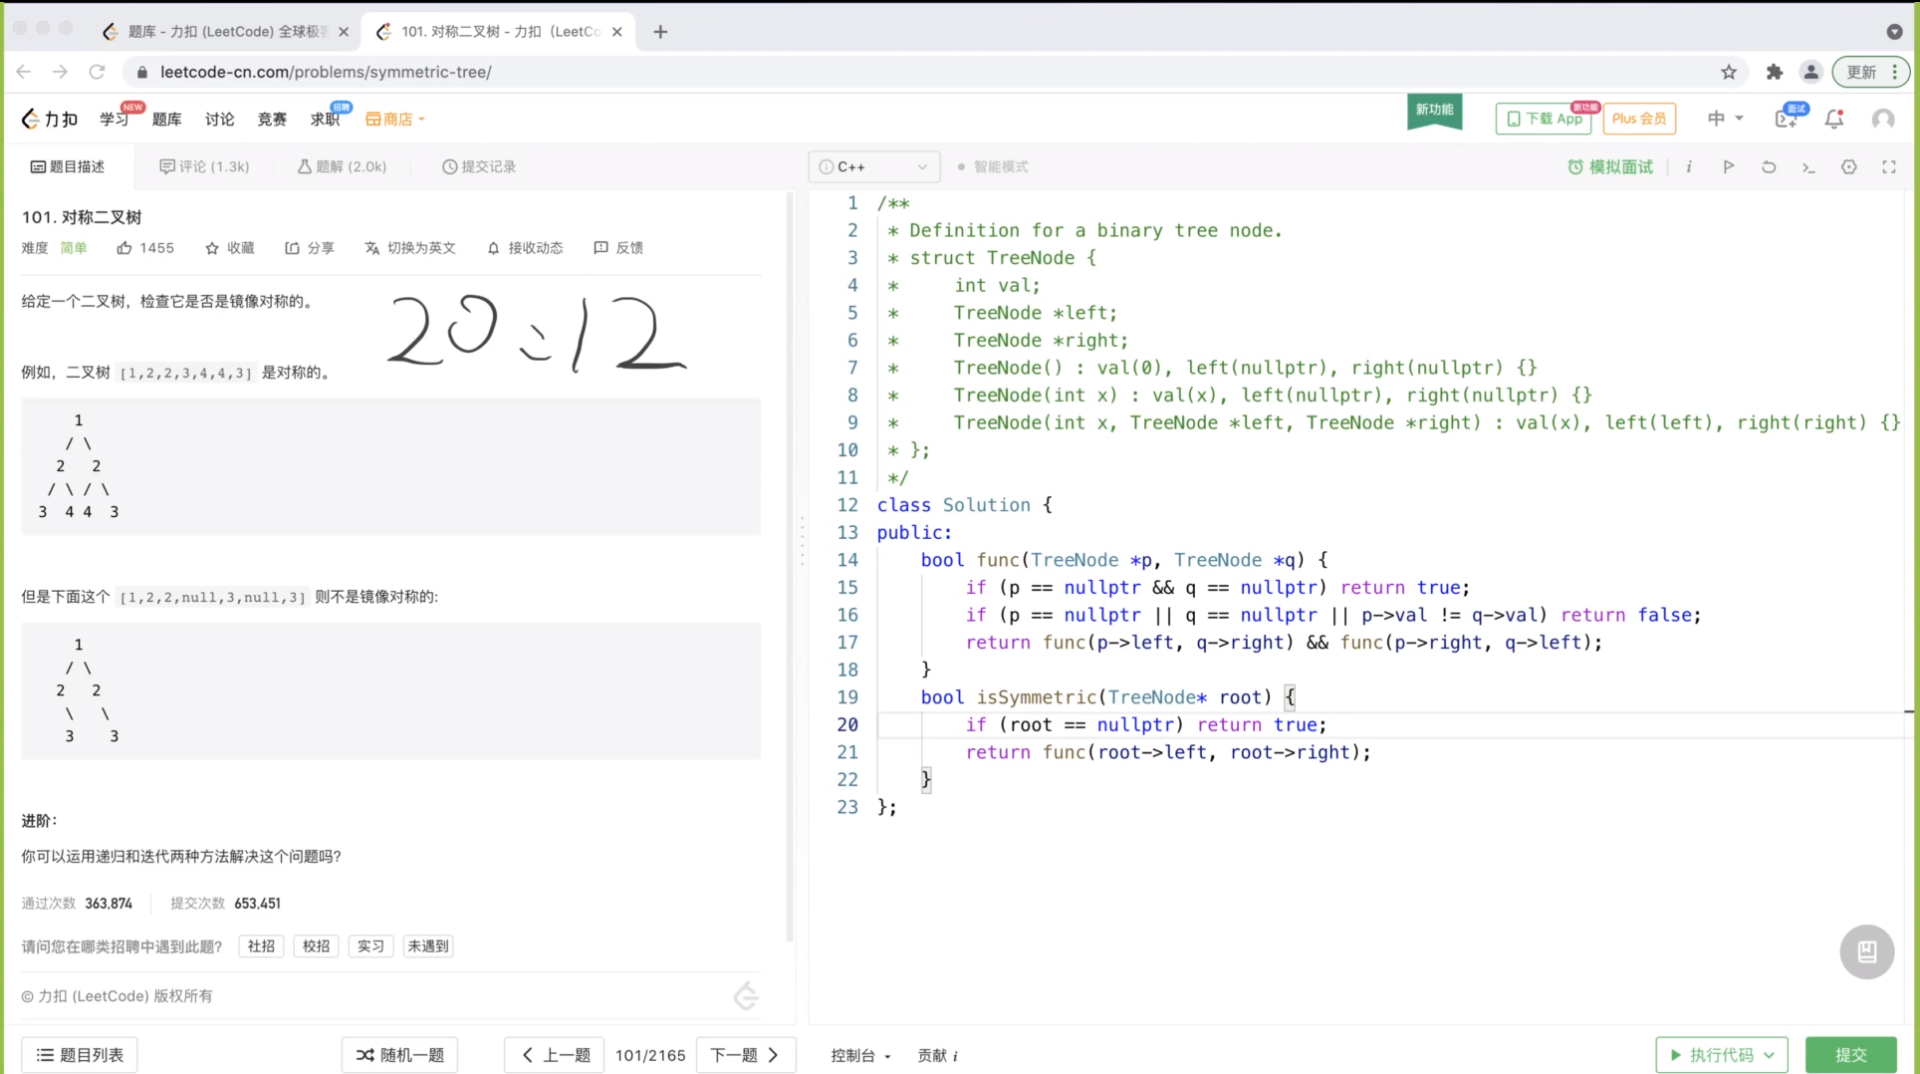 题库 - 力扣 (LeetCode) 全球极客
101. 对称二叉树 - 力扣（LeetCo
leetcode-cn.com/problems/symmetric-tree/
更新
力扣 学习 NEW 题库 讨论 竞赛 求职 招聘 商店
新功能 下载 App 新功能 Plus 会员 中 面试
题目描述 评论 (1.3k) 题解 (2.0k) 提交记录
C++ 智能模式 模拟面试
101. 对称二叉树
难度 简单 1455 收藏 分享 切换为英文 接收动态 反馈
给定一个二叉树，检查它是否是镜像对称的。
20:12
例如，二叉树 [1,2,2,3,4,4,3] 是对称的。
1
/ \
2 2
/ \ / \
3 4 4 3
但是下面这个 [1,2,2,null,3,null,3] 则不是镜像对称的:
1
/ \
2 2
\ \
3 3
进阶：
你可以运用递归和迭代两种方法解决这个问题吗?
通过次数 363,874 提交次数 653,451
请问您在哪类招聘中遇到此题? 社招 校招 实习 未遇到
© 力扣 (LeetCode) 版权所有
题目列表 随机一题 上一题 101/2165 下一题
1 /**
2 * Definition for a binary tree node.
3 * struct TreeNode {
4 * int val;
5 * TreeNode *left;
6 * TreeNode *right;
7 * TreeNode() : val(0), left(nullptr), right(nullptr) {}
8 * TreeNode(int x) : val(x), left(nullptr), right(nullptr) {}
9 * TreeNode(int x, TreeNode *left, TreeNode *right) : val(x), left(left), right(right) {}
10 * };
11 */
12 class Solution {
13 public:
14 bool func(TreeNode *p, TreeNode *q) {
15 if (p == nullptr && q == nullptr) return true;
16 if (p == nullptr || q == nullptr || p->val != q->val) return false;
17 return func(p->left, q->right) && func(p->right, q->left);
18 }
19 bool isSymmetric(TreeNode* root) {
20 if (root == nullptr) return true;
21 return func(root->left, root->right);
22 }
23 };
控制台 贡献 i 执行代码 提交